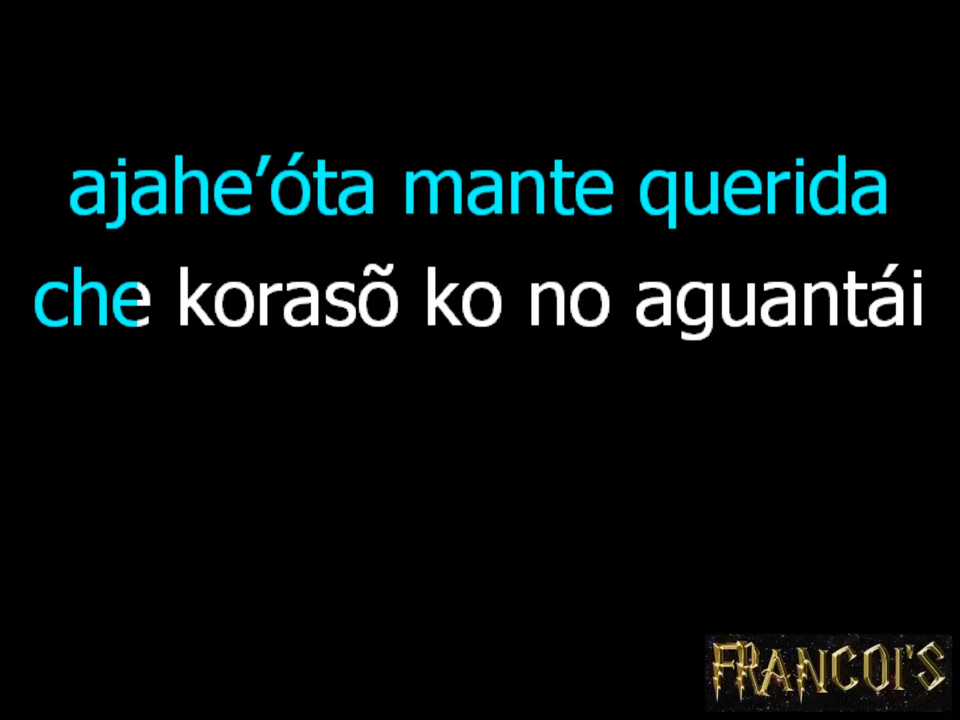 ajahe’óta mante querida
che korasõ ko no aguantái
FRANCOI'S